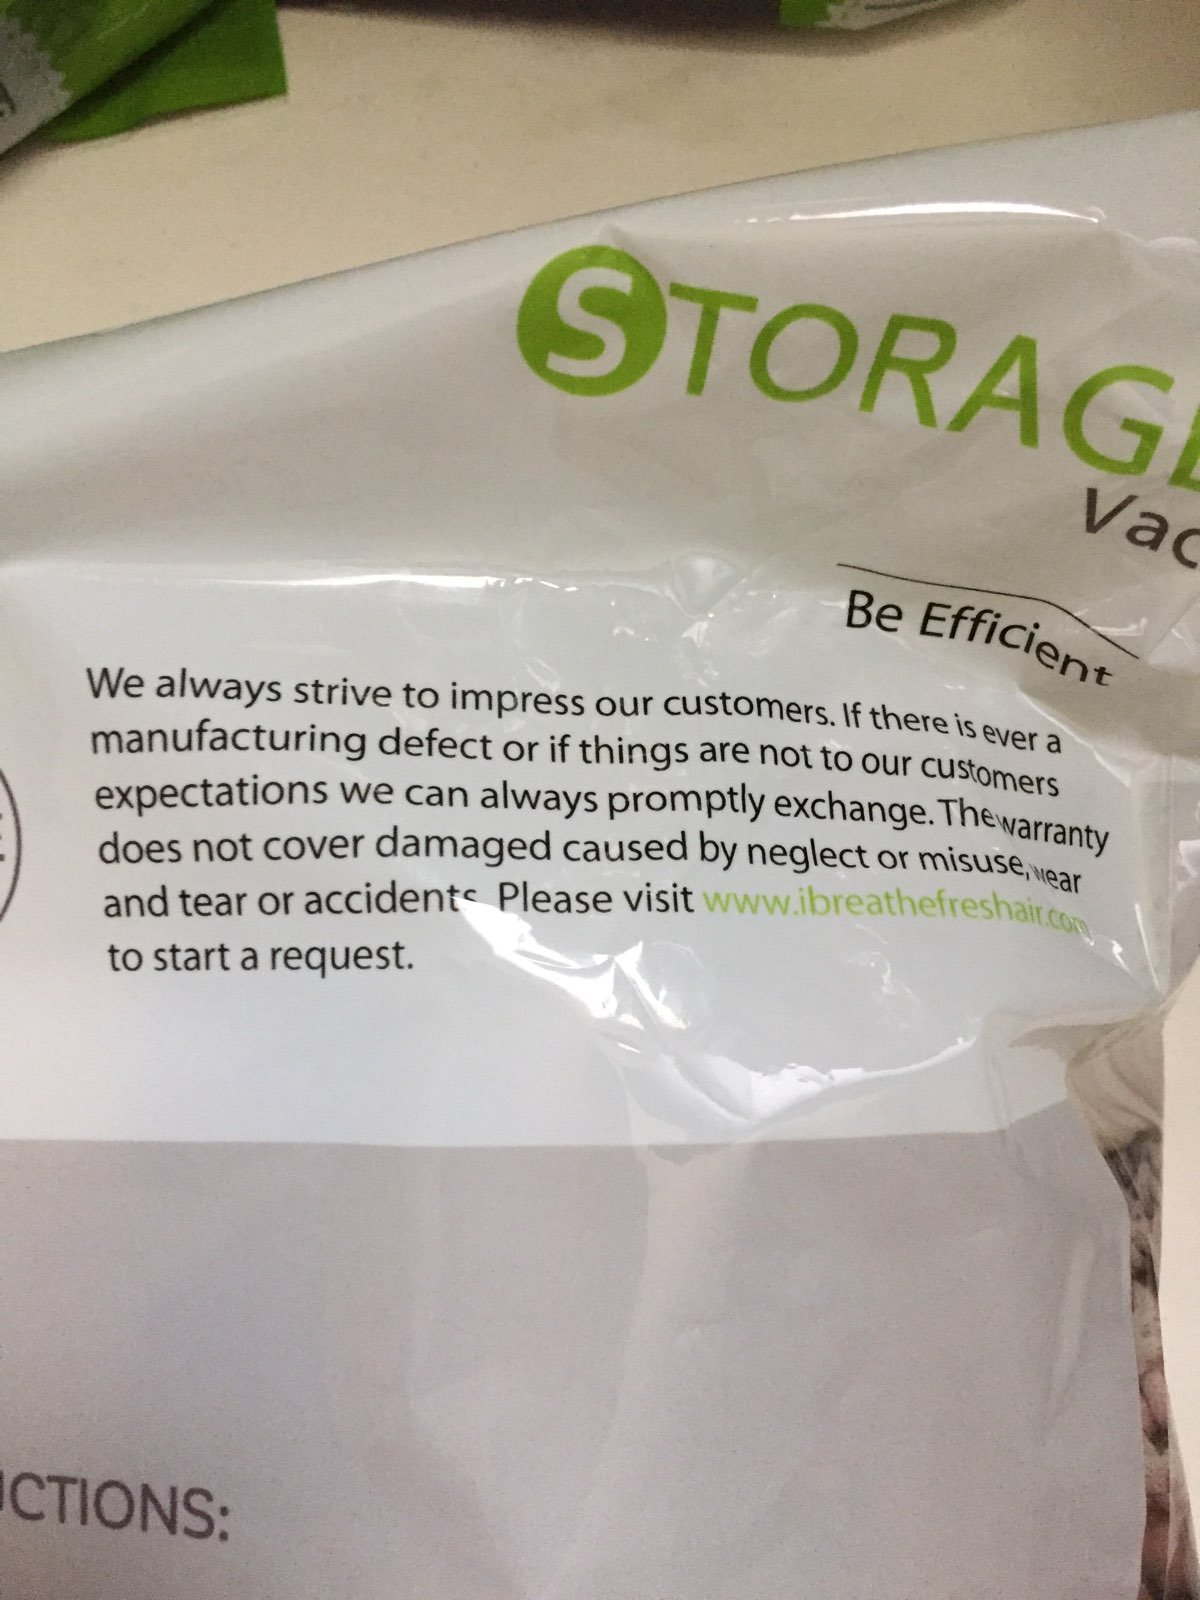 STORAG
Vac
Be Efficient
We always strive to impress our customers. If there is ever a
manufacturing defect or if things are not to our customers
expectations we can always promptly exchange. The warranty
does not cover damaged caused by neglect or misuse, wear
and tear or accidents. Please visit www.ibreathefreshair.com
to start a request.
UCTIONS: